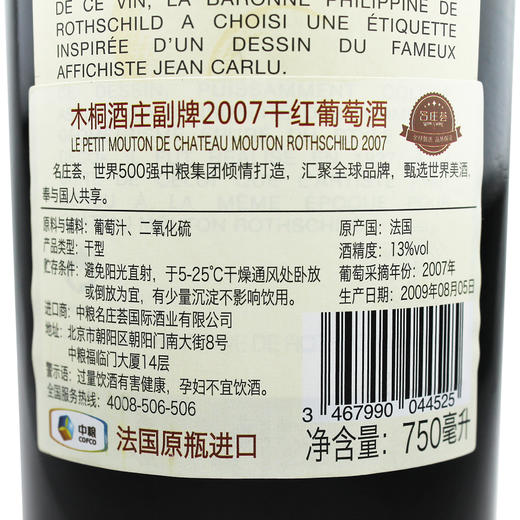 DE CE VIN, LA BARONNE PHILIPPINE DE
ROTHSCHILD A CHOISI UNE ÉTIQUETTE
INSPIRÉE D'UN DESSIN DU FAMEUX
AFFICHISTE JEAN CARLU.
木桐酒庄副牌2007干红葡萄酒
LE PETIT MOUTON DE CHATEAU MOUTON ROTHSCHILD 2007
名庄荟
名庄荟，世界500强中粮集团倾情打造，汇聚全球品牌，甄选世界美酒，
奉与国人共享。
原料与辅料：葡萄汁、二氧化硫
产品类型：干型
贮存条件：避免阳光直射，于5-25℃干燥通风处卧放
或倒放为宜，有少量沉淀不影响饮用。
进口商：中粮名庄荟国际酒业有限公司
地址：北京市朝阳区朝阳门南大街8号
中粮福临门大厦14层
警示语：过量饮酒有害健康，孕妇不宜饮酒。
全国服务热线：4008-506-506
原产国：法国
酒精度：13%vol
葡萄采摘年份：2007年
生产日期：2009年08月05日
3 467990 044525
中粮
COFCO
法国原瓶进口
净含量：750毫升